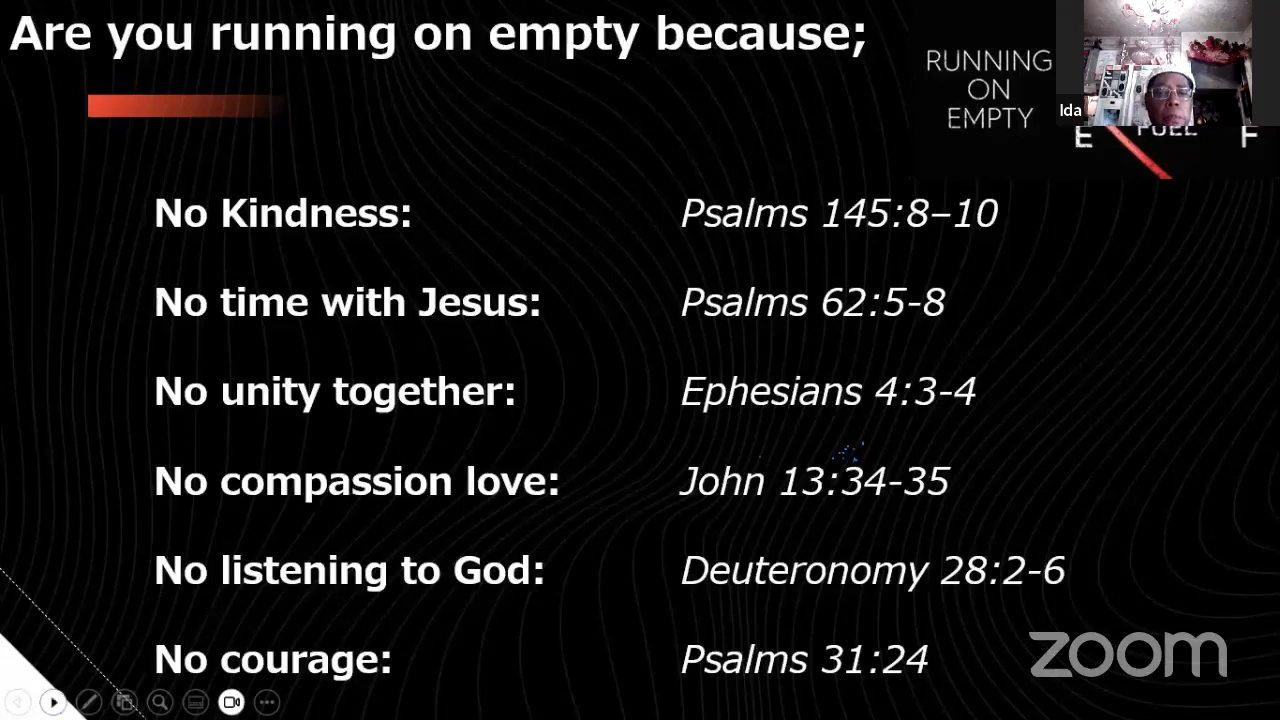 Are you running on empty because;
RUNNING
ON
EMPTY
Ida
E FUEL F
No Kindness: Psalms 145:8–10
No time with Jesus: Psalms 62:5-8
No unity together: Ephesians 4:3-4
No compassion love: John 13:34-35
No listening to God: Deuteronomy 28:2-6
No courage: Psalms 31:24
zoom